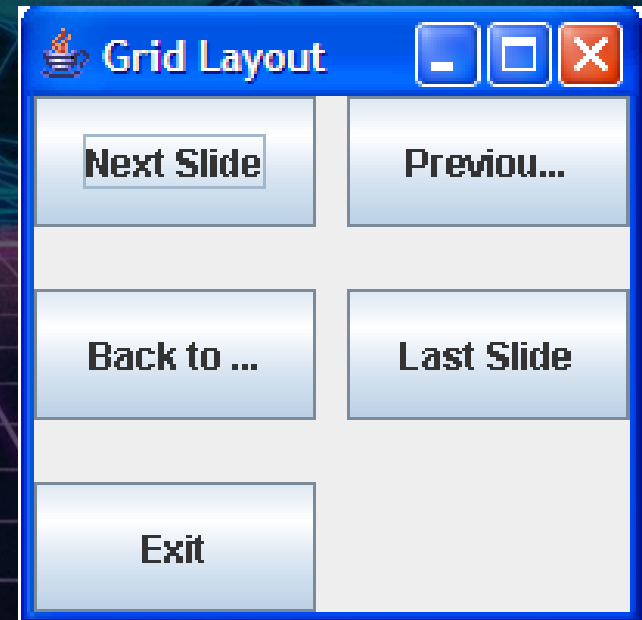 Grid Layout
Next Slide
Previou...
Back to ...
Last Slide
Exit